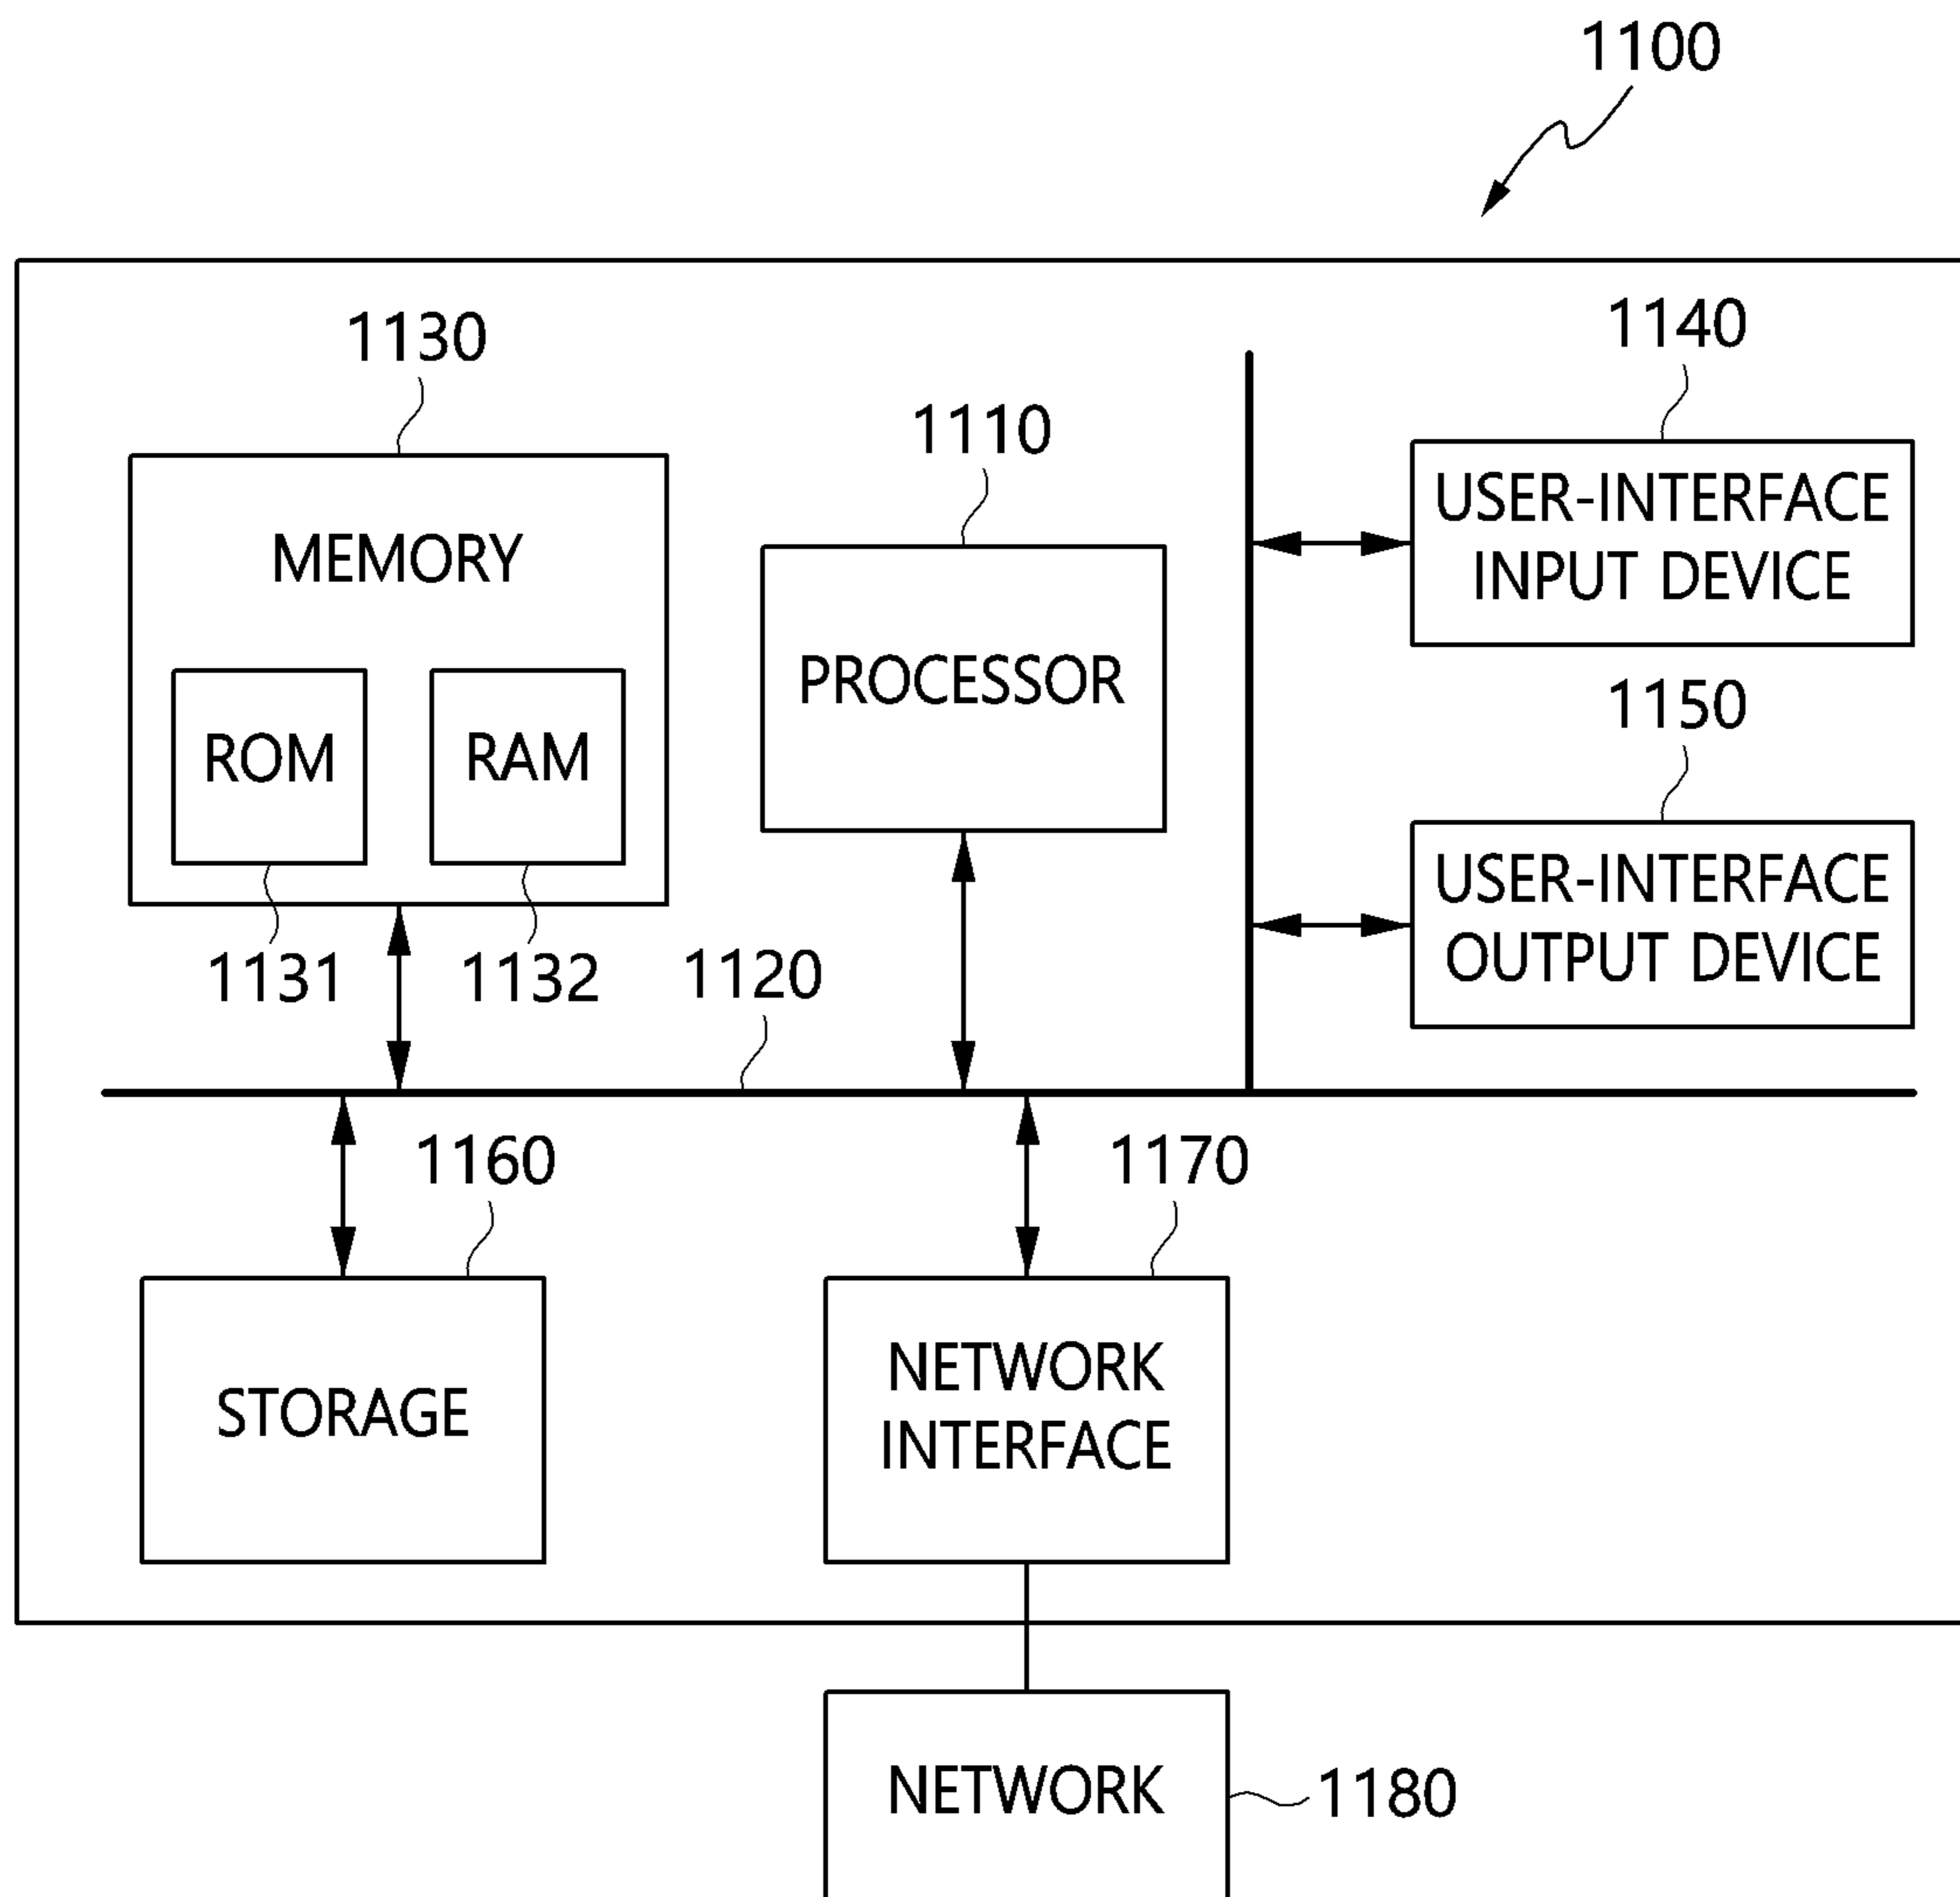 1100
1130
1140
1110
USER-INTERFACE
INPUT DEVICE
MEMORY
PROCESSOR
1150
ROM
RAM
USER-INTERFACE
OUTPUT DEVICE
1131
1132
1120
1160
1170
NETWORK
INTERFACE
STORAGE
NETWORK
1180